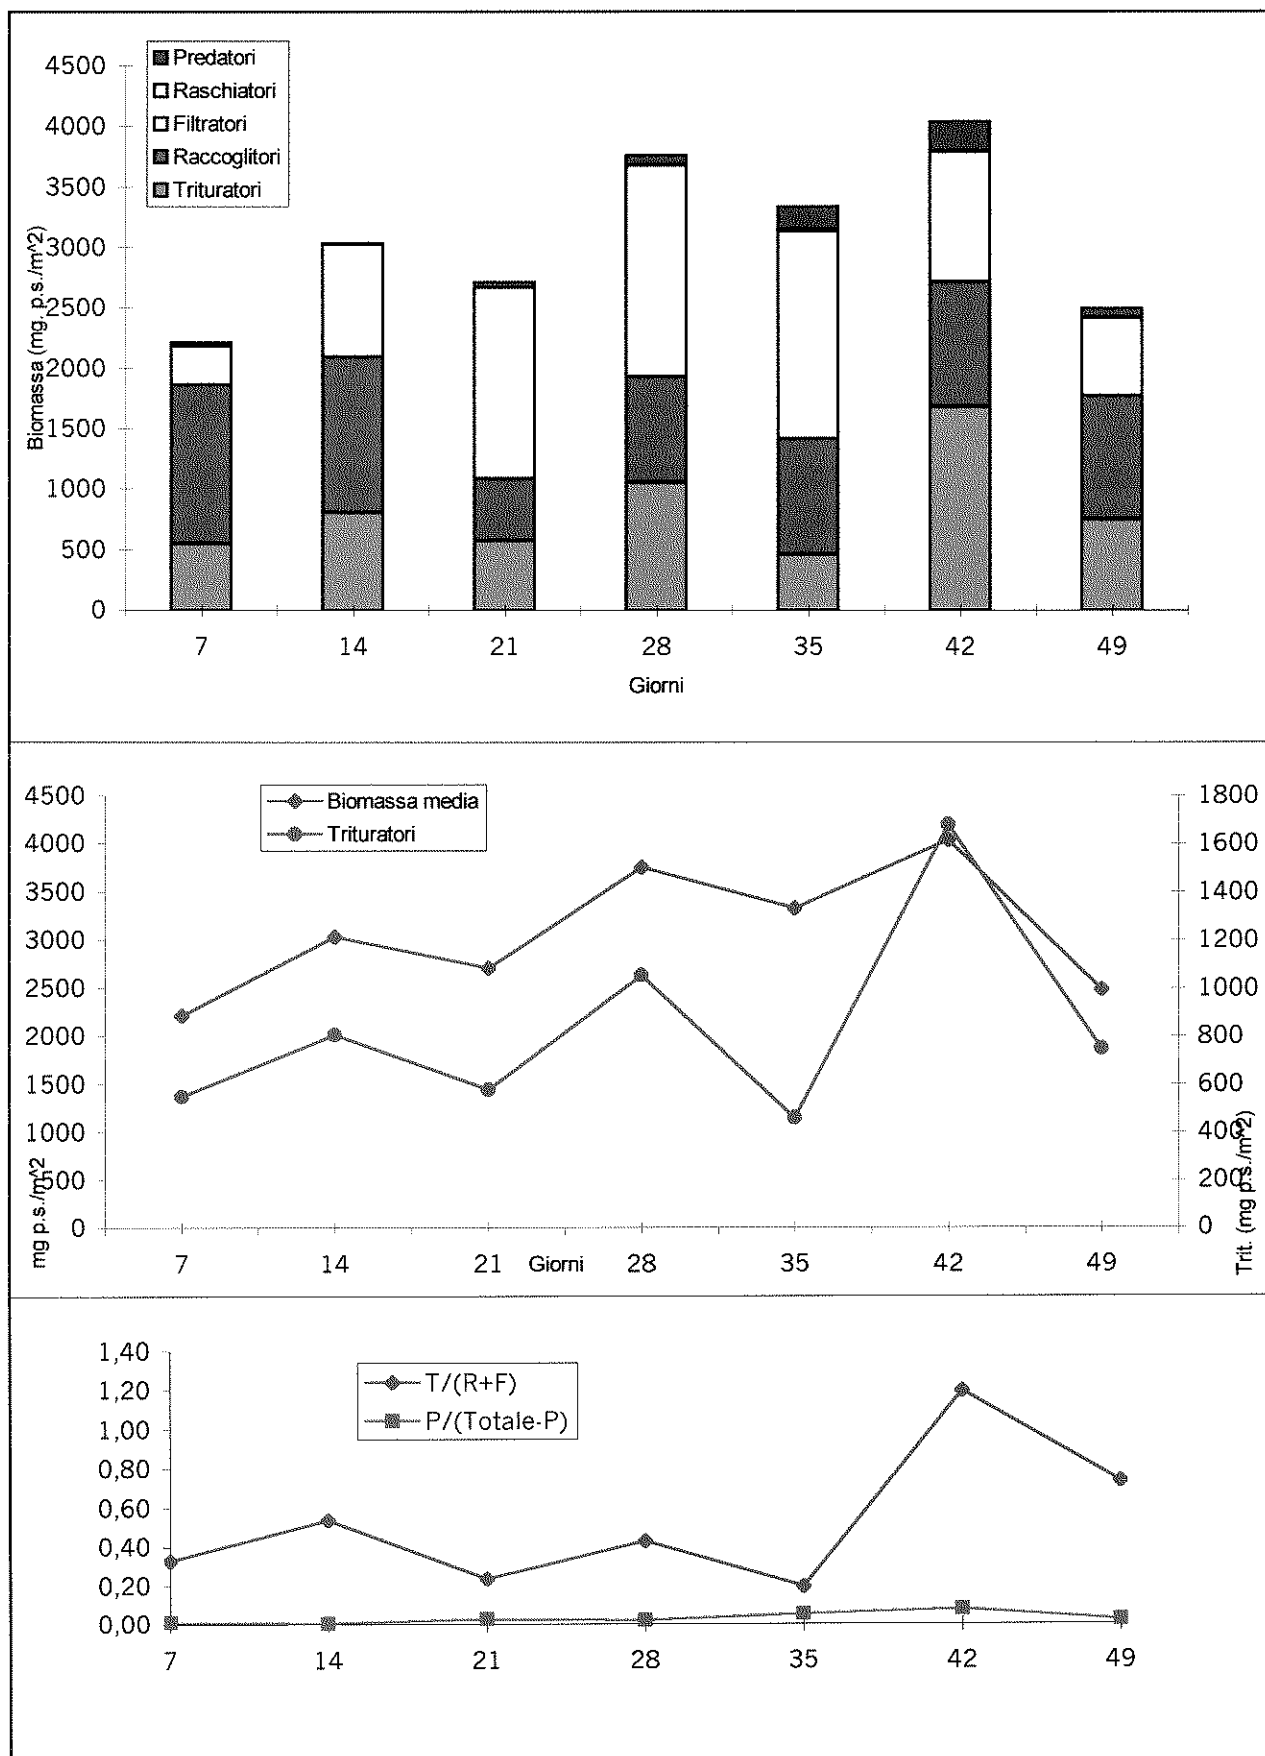 Predatori
Raschiatori
Filtratori
Raccoglitori
Trituratori
4500
4000
3500
3000
2500
2000
1500
1000
500
0
Biomassa (mg. p.s./m^2)
7 14 21 28 35 42 49
Giorni
Biomassa media
Trituratori
4500
4000
3500
3000
2500
2000
1500
1000
500
0
mg p.s./m^2
1800
1600
1400
1200
1000
800
600
400
200
0
Trit. (mg p.s./m^2)
7 14 21 Giorni 28 35 42 49
T/(R+F)
P/(Totale-P)
1,40
1,20
1,00
0,80
0,60
0,40
0,20
0,00
7 14 21 28 35 42 49